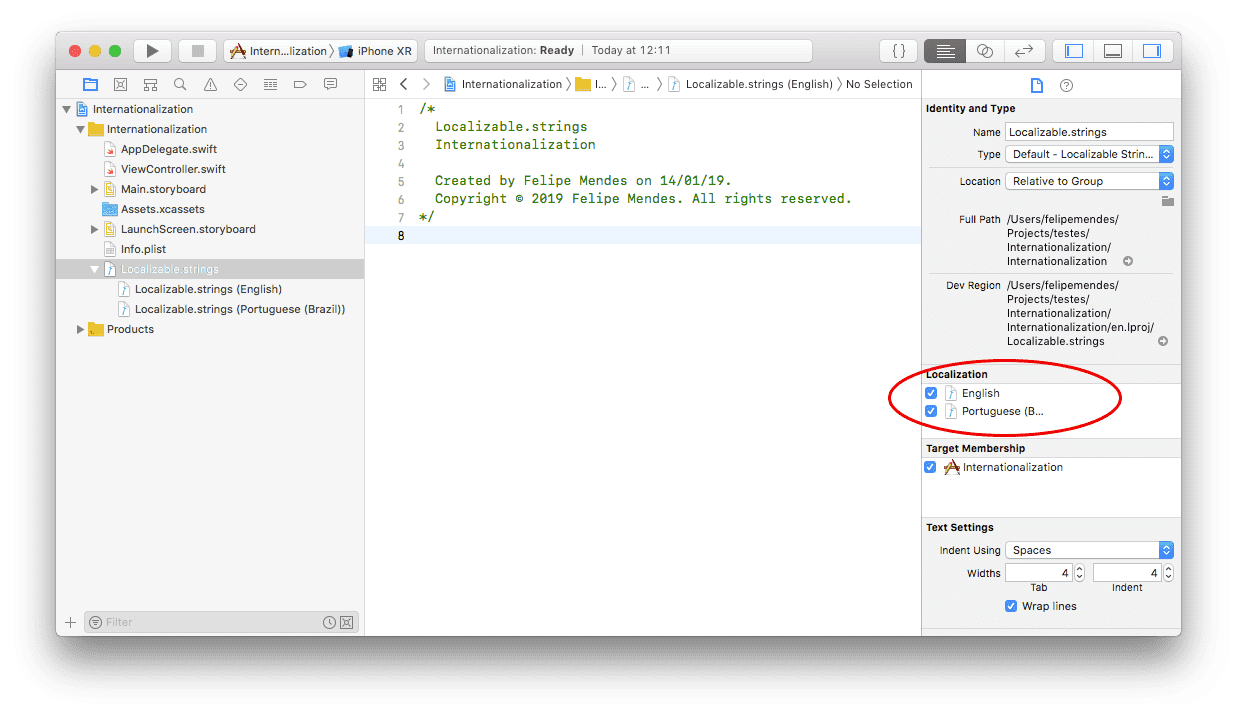 Intern...lization
iPhone XR
Internationalization: Ready
Today at 12:11
{ }
Internationalization
I...
...
Localizable.strings (English)
No Selection
Internationalization
Internationalization
AppDelegate.swift
ViewController.swift
Main.storyboard
Assets.xcassets
LaunchScreen.storyboard
Info.plist
Localizable.strings
Localizable.strings (English)
Localizable.strings (Portuguese (Brazil))
Products
Filter
1 /*
2 Localizable.strings
3 Internationalization
4
5 Created by Felipe Mendes on 14/01/19.
6 Copyright © 2019 Felipe Mendes. All rights reserved.
7 */
8
Identity and Type
Name Localizable.strings
Type Default - Localizable Strin...
Location Relative to Group
Full Path /Users/felipemendes/
Projects/testes/
Internationalization/
Internationalization
Dev Region /Users/felipemendes/
Projects/testes/
Internationalization/
Internationalization/en.lproj/
Localizable.strings
Localization
English
Portuguese (B...
Target Membership
Internationalization
Text Settings
Indent Using Spaces
Widths 4 4
Tab Indent
Wrap lines